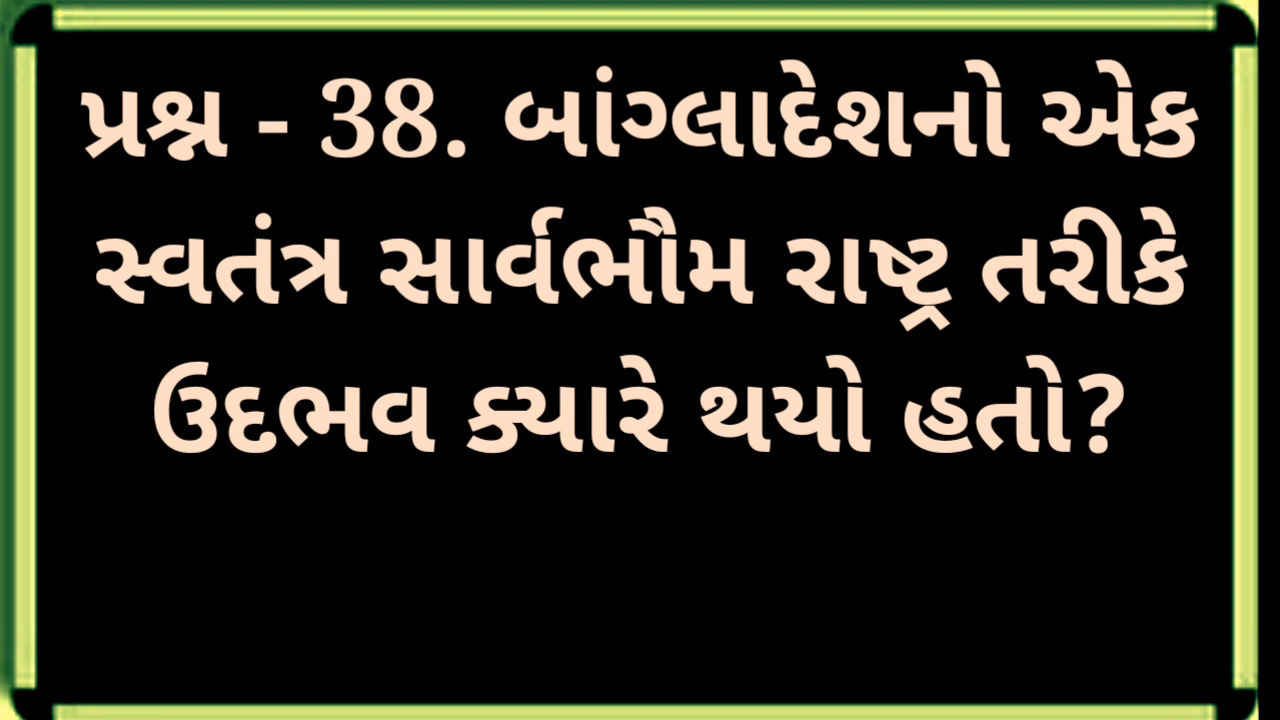 પ્રશ્ન - 38. બાંગ્લાદેશનો એક
સ્વતંત્ર સાર્વભૌમ રાષ્ટ્ર તરીકે
ઉદભવ ક્યારે થયો હતો?